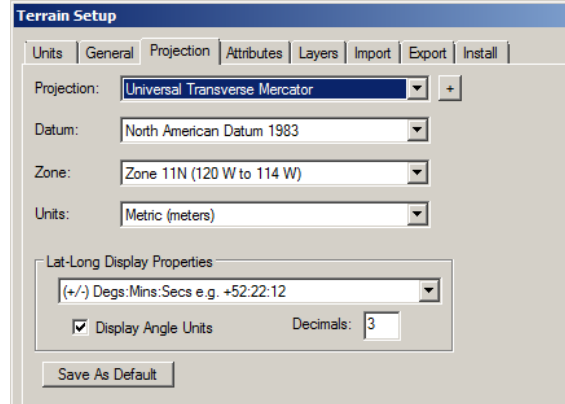 Terrain Setup
Units General Projection Attributes Layers Import Export Install
Projection: Universal Transverse Mercator +
Datum: North American Datum 1983
Zone: Zone 11N (120 W to 114 W)
Units: Metric (meters)
Lat-Long Display Properties
(+/-) Degs:Mins:Secs e.g. +52:22:12
Display Angle Units Decimals: 3
Save As Default